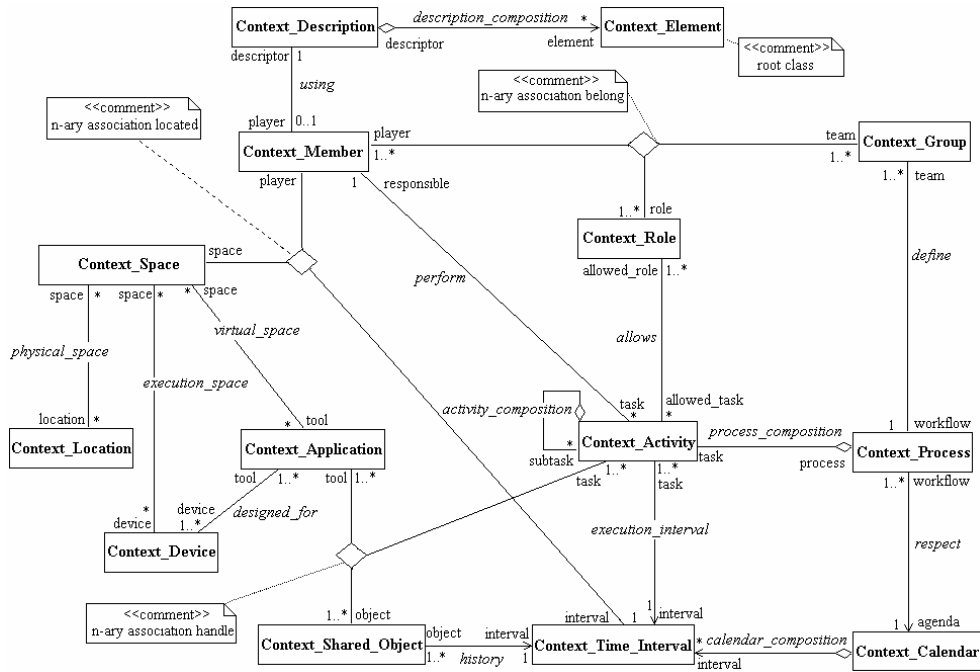 Context_Description
description_composition
*
Context_Element
descriptor
element
descriptor 1
<<comment>>
root class
using
<<comment>>
n-ary association belong
<<comment>>
n-ary association located
player 0..1
Context_Member
player
1..*
team
1..*
Context_Group
player
1 responsible
1..* team
1..* role
Context_Role
allowed_role 1..*
space
Context_Space
space * space * * space
perform
define
virtual_space
physical_space
allows
execution_space
location *
* tool
activity_composition
task
*
allowed_task
*
1 workflow
Context_Location
Context_Application
Context_Activity
process_composition
Context_Process
subtask *
task
process
tool 1..*
tool 1..*
1..*
task
1..*
task
1..*
workflow
*
device
device
1..*
designed_for
execution_interval
respect
Context_Device
<<comment>>
n-ary association handle
1..* object
interval 1
1 interval
1 agenda
Context_Shared_Object
object
1..*
history
interval
1
Context_Time_Interval
* calendar_composition
interval
Context_Calendar